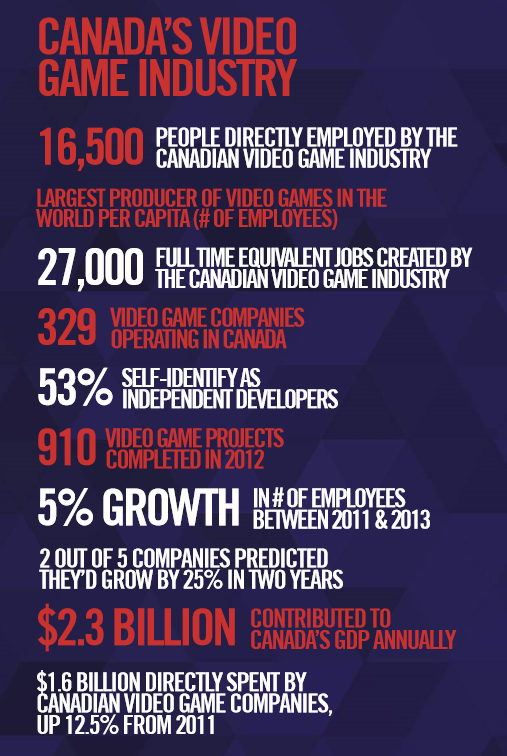 CANADA'S VIDEO
GAME INDUSTRY
16,500 PEOPLE DIRECTLY EMPLOYED BY THE
CANADIAN VIDEO GAME INDUSTRY
LARGEST PRODUCER OF VIDEO GAMES IN THE
WORLD PER CAPITA (# OF EMPLOYEES)
27,000 FULL TIME EQUIVALENT JOBS CREATED BY
THE CANADIAN VIDEO GAME INDUSTRY
329 VIDEO GAME COMPANIES
OPERATING IN CANADA
53% SELF-IDENTIFY AS
INDEPENDENT DEVELOPERS
910 VIDEO GAME PROJECTS
COMPLETED IN 2012
5% GROWTH IN # OF EMPLOYEES
BETWEEN 2011 & 2013
2 OUT OF 5 COMPANIES PREDICTED
THEY'D GROW BY 25% IN TWO YEARS
$2.3 BILLION CONTRIBUTED TO
CANADA'S GDP ANNUALLY
$1.6 BILLION DIRECTLY SPENT BY
CANADIAN VIDEO GAME COMPANIES,
UP 12.5% FROM 2011